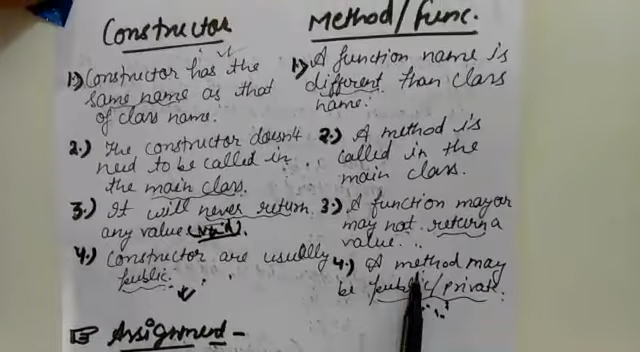 Constructor
1) Constructor has the
same name as that
of class name.
2.) The constructor doesnt
need to be called in
the main class.
3.) It will never return
any value (void).
4.) Constructor are usually
public.
Assignment -
Method/Func.
1) A function name is
different than class
name.
2.) A method is
called in the
main class.
3.) A function may or
may not return a
value.
4.) A method may
be public/private.